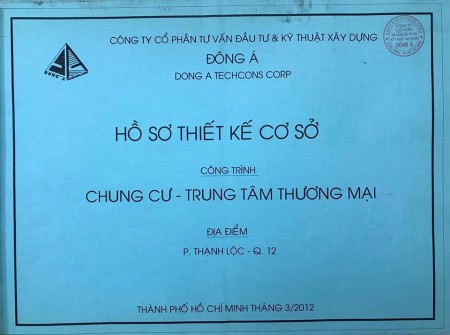 CÔNG TY CỔ PHẦN TƯ VẤN ĐẦU TƯ & KỸ THUẬT XÂY DỰNG
ĐÔNG Á
DONG A TECHCONS CORP
HỒ SƠ THIẾT KẾ CƠ SỞ
CÔNG TRÌNH
CHUNG CƯ - TRUNG TÂM THƯƠNG MẠI
ĐỊA ĐIỂM
P. THẠNH LỘC - Q. 12
THÀNH PHỐ HỒ CHÍ MINH THÁNG 3/2012